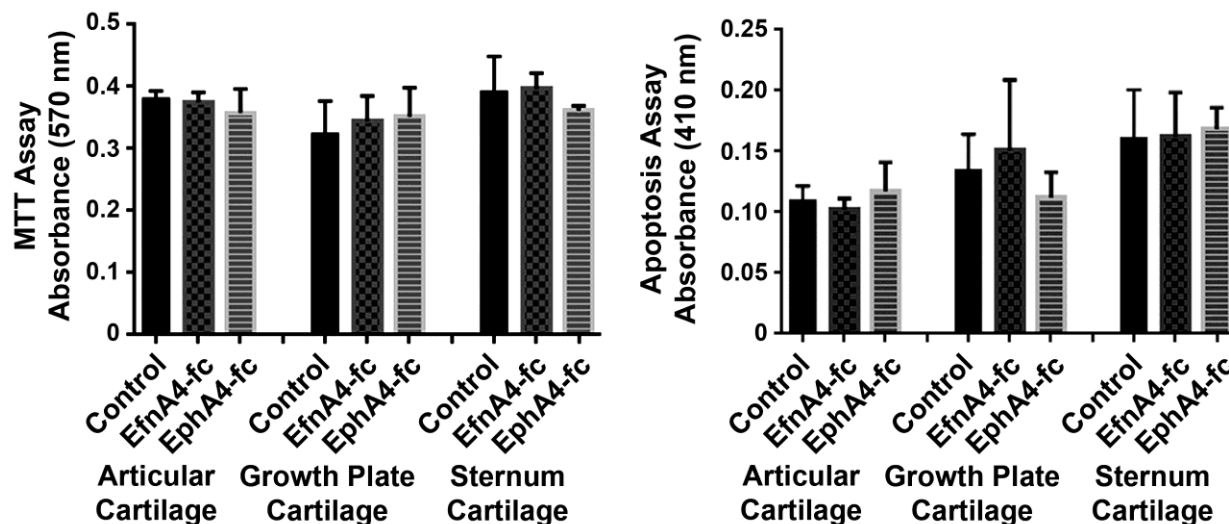 MTT Assay
Absorbance (570 nm)
0.5
0.4
0.3
0.2
0.1
0
Control
EfnA4-fc
EphA4-fc
Control
EfnA4-fc
EphA4-fc
Control
EfnA4-fc
EphA4-fc
Articular
Cartilage
Growth Plate
Cartilage
Sternum
Cartilage
Apoptosis Assay
Absorbance (410 nm)
0.25
0.20
0.15
0.10
0.05
0
Control
EfnA4-fc
EphA4-fc
Control
EfnA4-fc
EphA4-fc
Control
EfnA4-fc
EphA4-fc
Articular
Cartilage
Growth Plate
Cartilage
Sternum
Cartilage